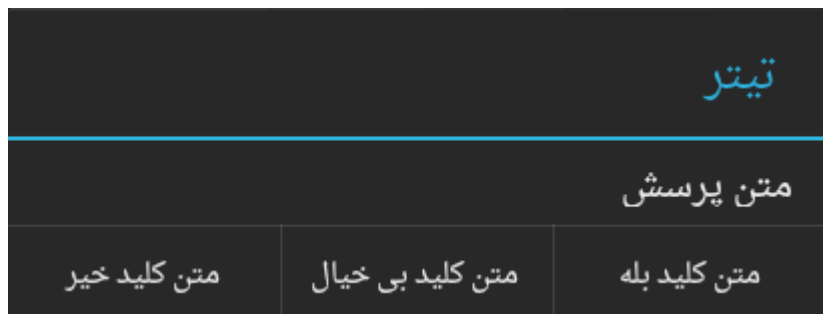 تیتر
متن پرسش
متن کلید بله
متن کلید بی خیال
متن کلید خیر